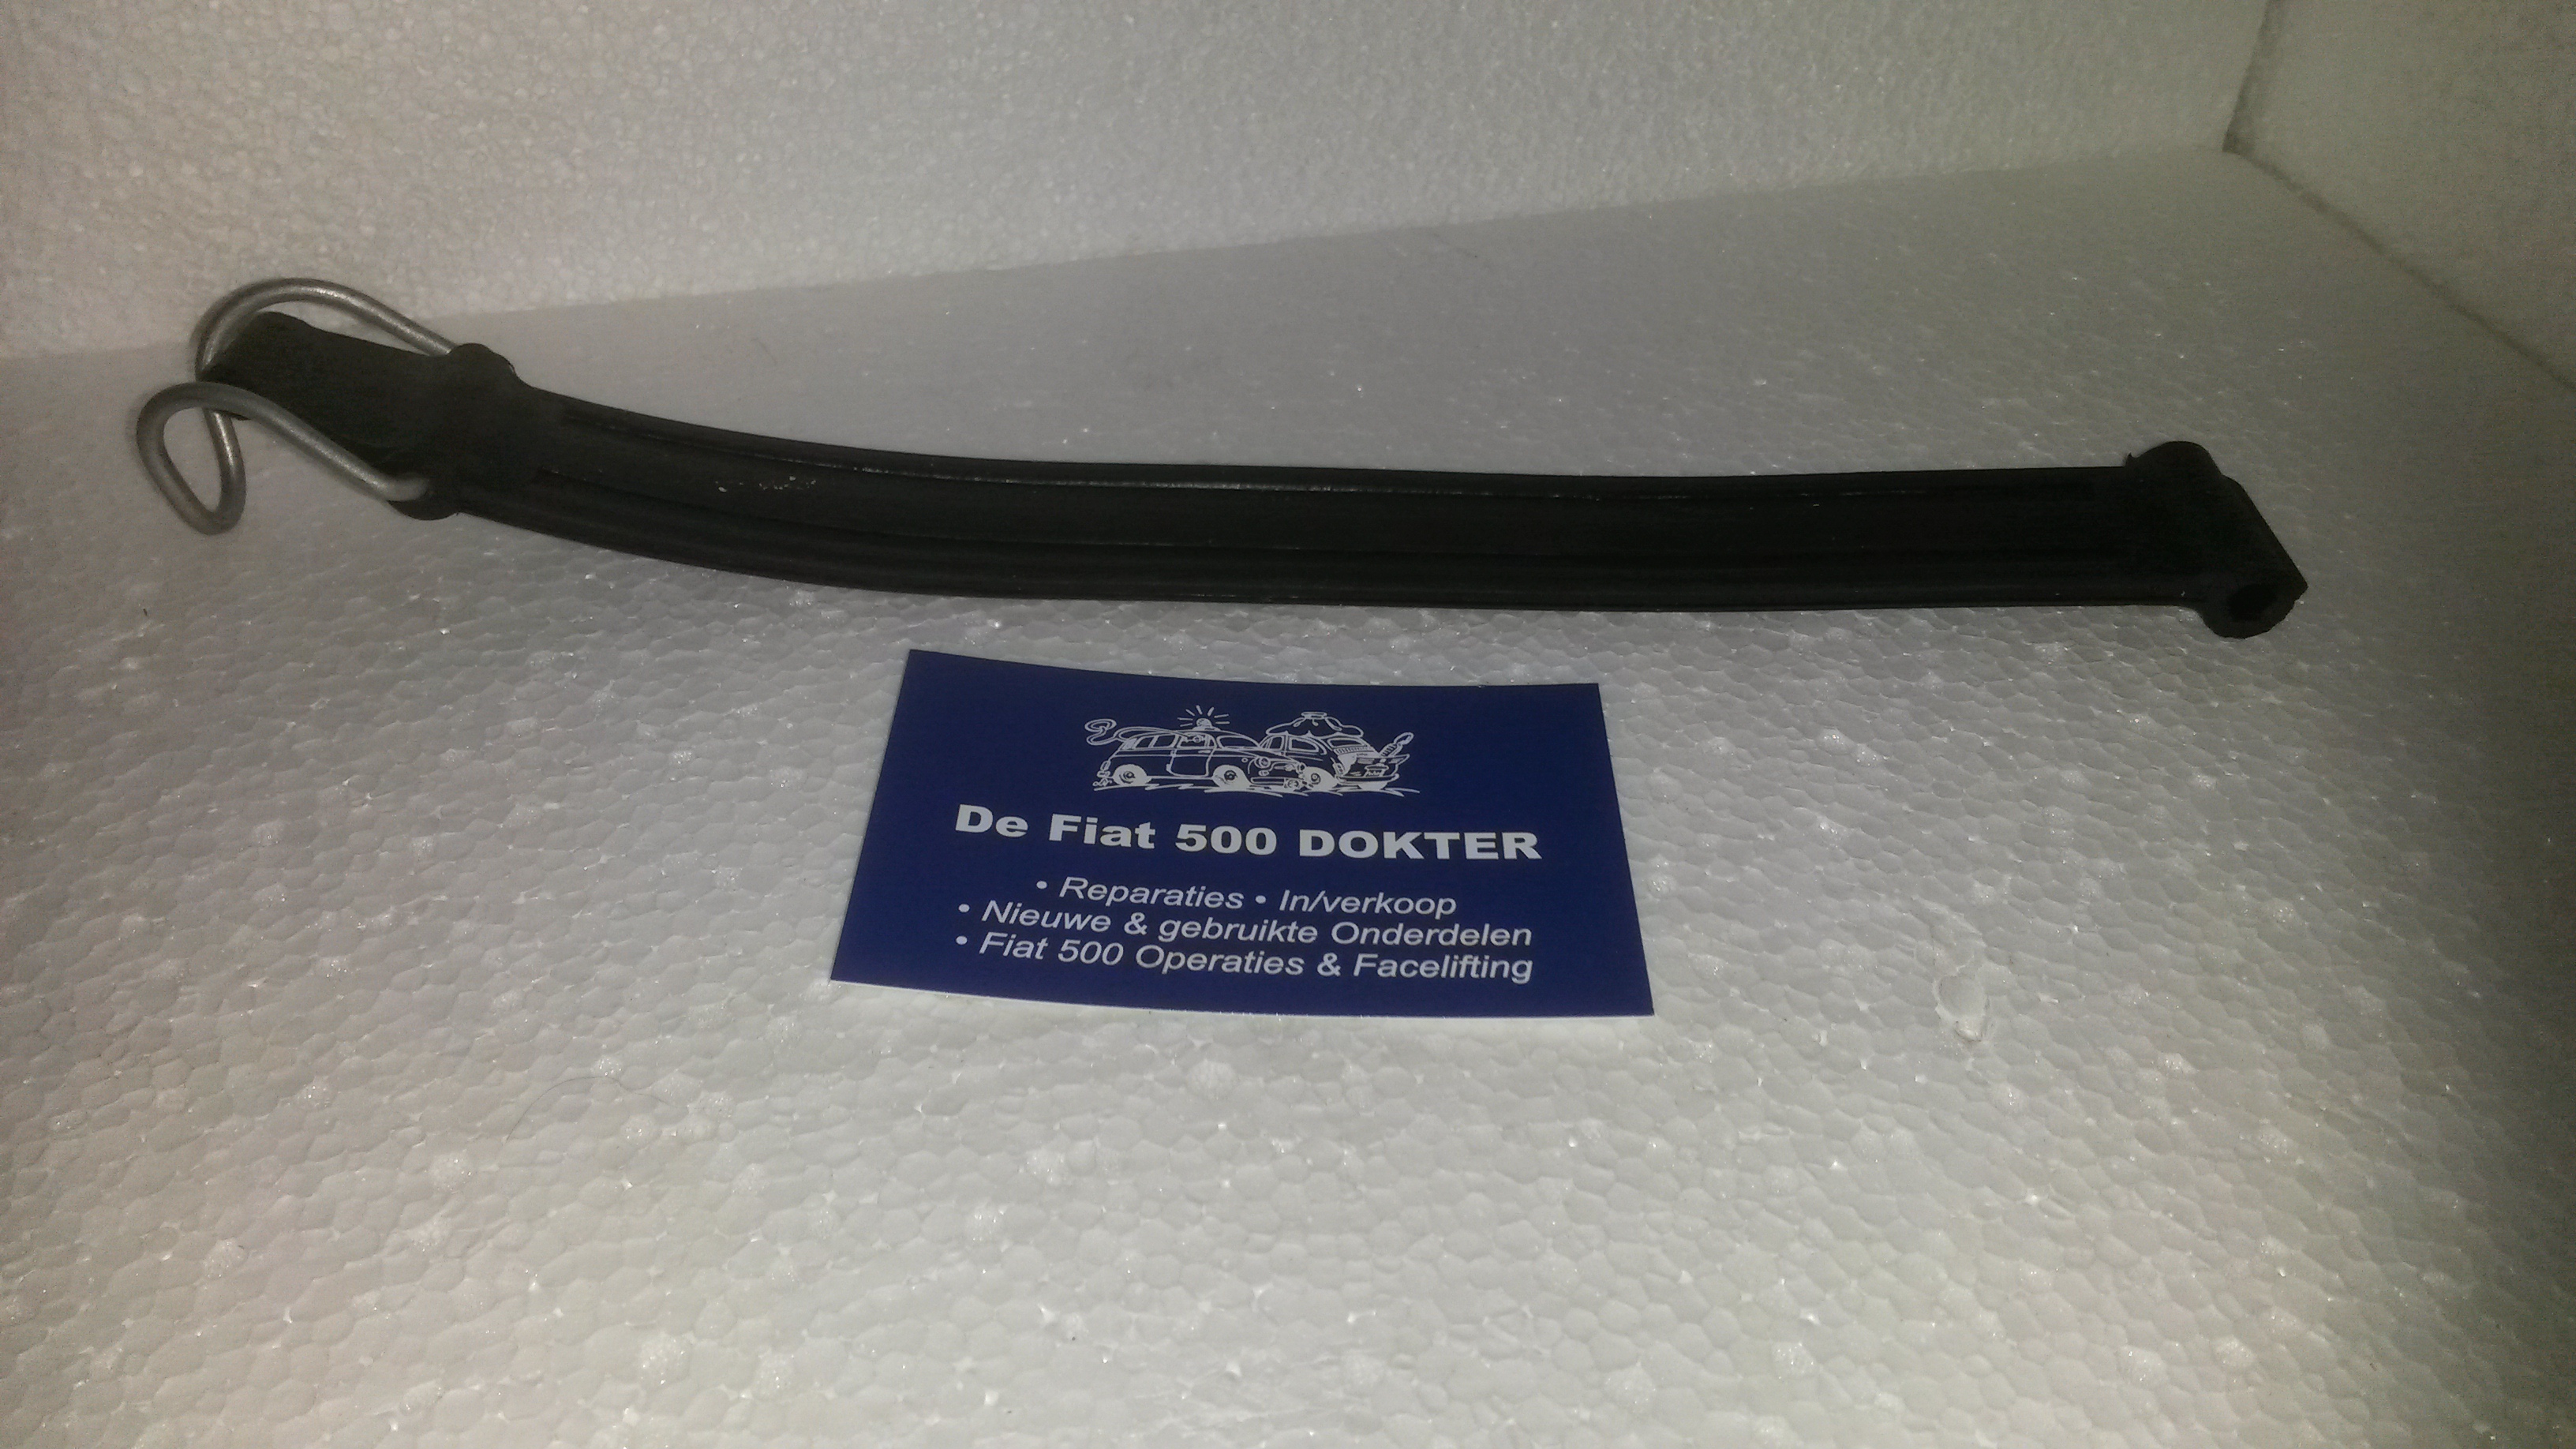 De Fiat 500 DOKTER
• Reparaties • In/verkoop
• Nieuwe & gebruikte Onderdelen
• Fiat 500 Operaties & Facelifting